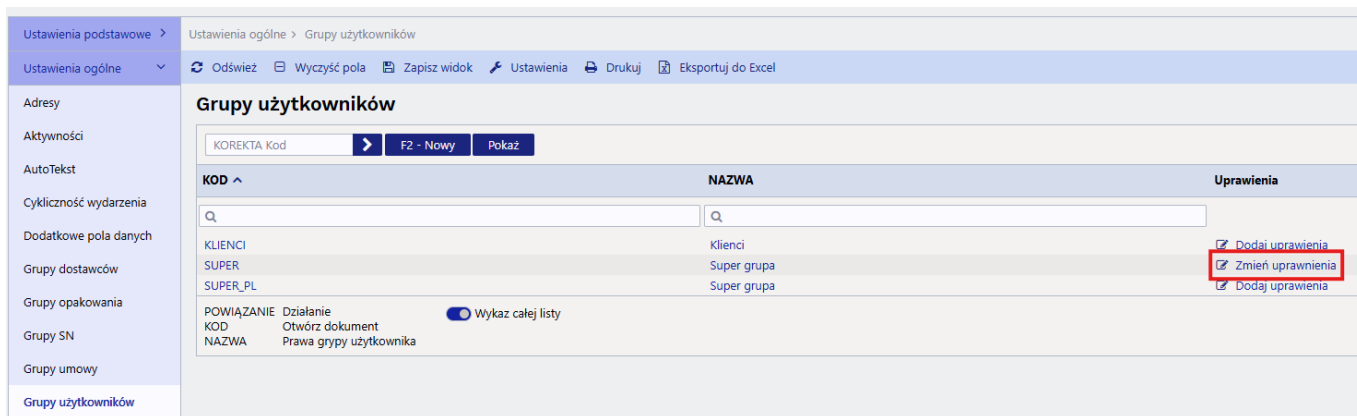 Ustawienia podstawowe
Ustawienia ogólne > Grupy użytkowników
Ustawienia ogólne
Odśwież Wyczyść pola Zapisz widok Ustawienia Drukuj Eksportuj do Excel
Adresy
Aktywności
AutoTekst
Cykliczność wydarzenia
Dodatkowe pola danych
Grupy dostawców
Grupy opakowania
Grupy SN
Grupy umowy
Grupy użytkowników
Grupy użytkowników
KOREKTA Kod F2 - Nowy Pokaż
KOD NAZWA Uprawienia
KLIENCI Klienci Dodaj uprawienia
SUPER Super grupa Zmień uprawnienia
SUPER_PL Super grupa Dodaj uprawienia
POWIĄZANIE Działanie Wykaz całej listy
KOD Otwórz dokument
NAZWA Prawa grypy użytkownika